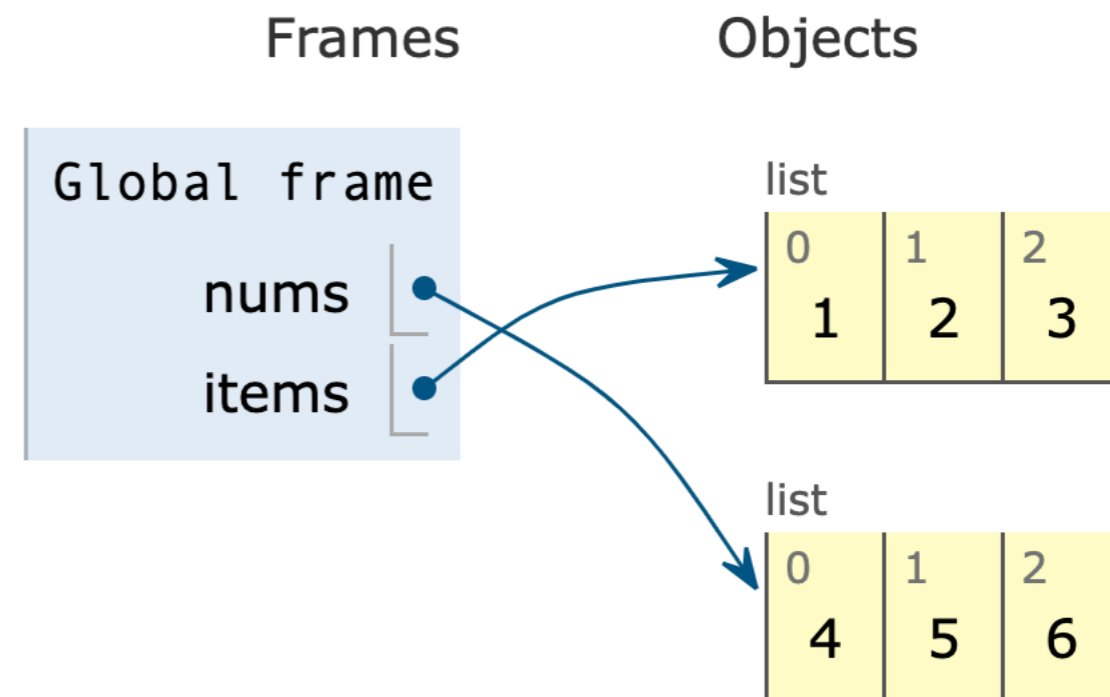 Frames
Objects
Global frame
nums
items
list
0 1 2
1 2 3
list
0 1 2
4 5 6